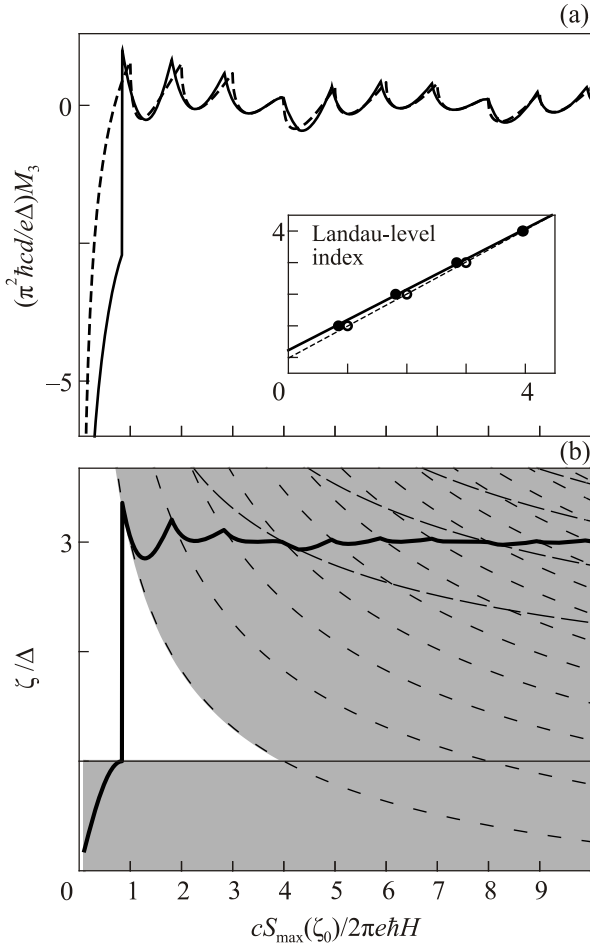 (a)
0
−5
(π²ħcd/eΔ)M₃
4
Landau-level
index
0
4
(b)
3
ζ/Δ
0
1
2
3
4
5
6
7
8
9
cSₘₐₓ(ζ₀)/2πeħH